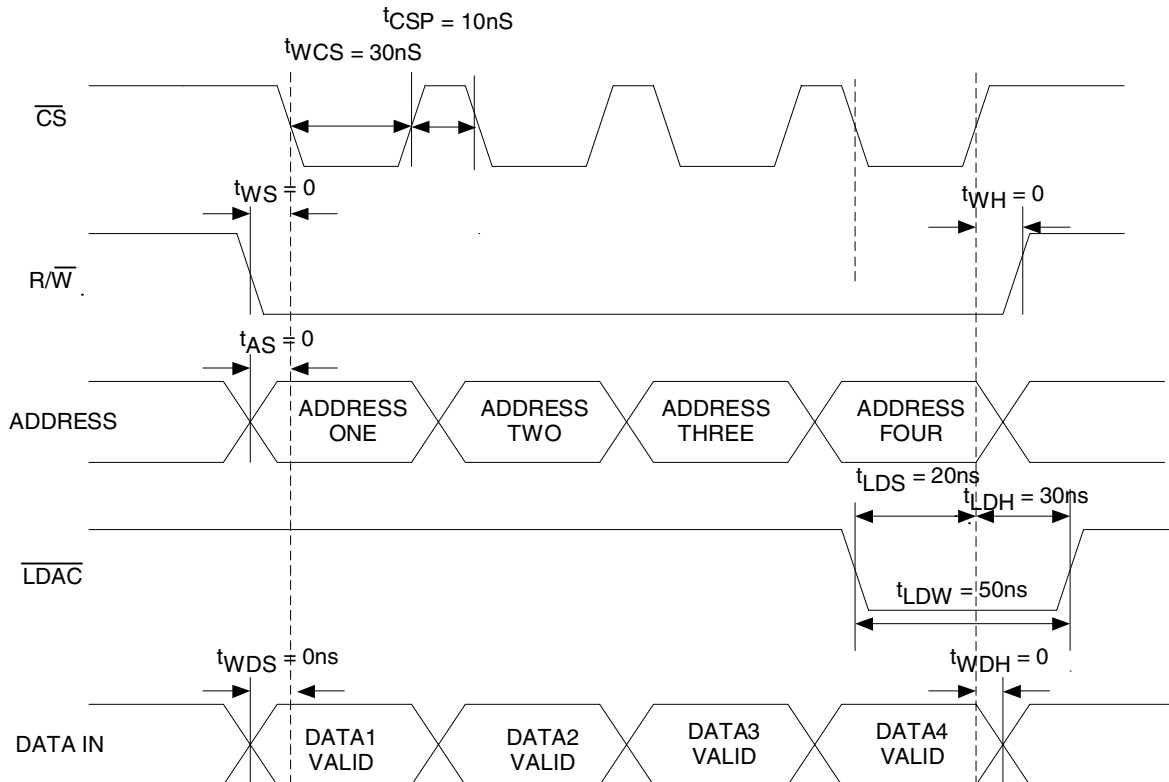 tCSP = 10nS
tWCS = 30nS
CS
tWS = 0
tWH = 0
R/W
tAS = 0
ADDRESS
ADDRESS ONE
ADDRESS TWO
ADDRESS THREE
ADDRESS FOUR
tLDS = 20ns
tLDH = 30ns
LDAC
tLDW = 50ns
tWDS = 0ns
tWDH = 0
DATA IN
DATA1 VALID
DATA2 VALID
DATA3 VALID
DATA4 VALID